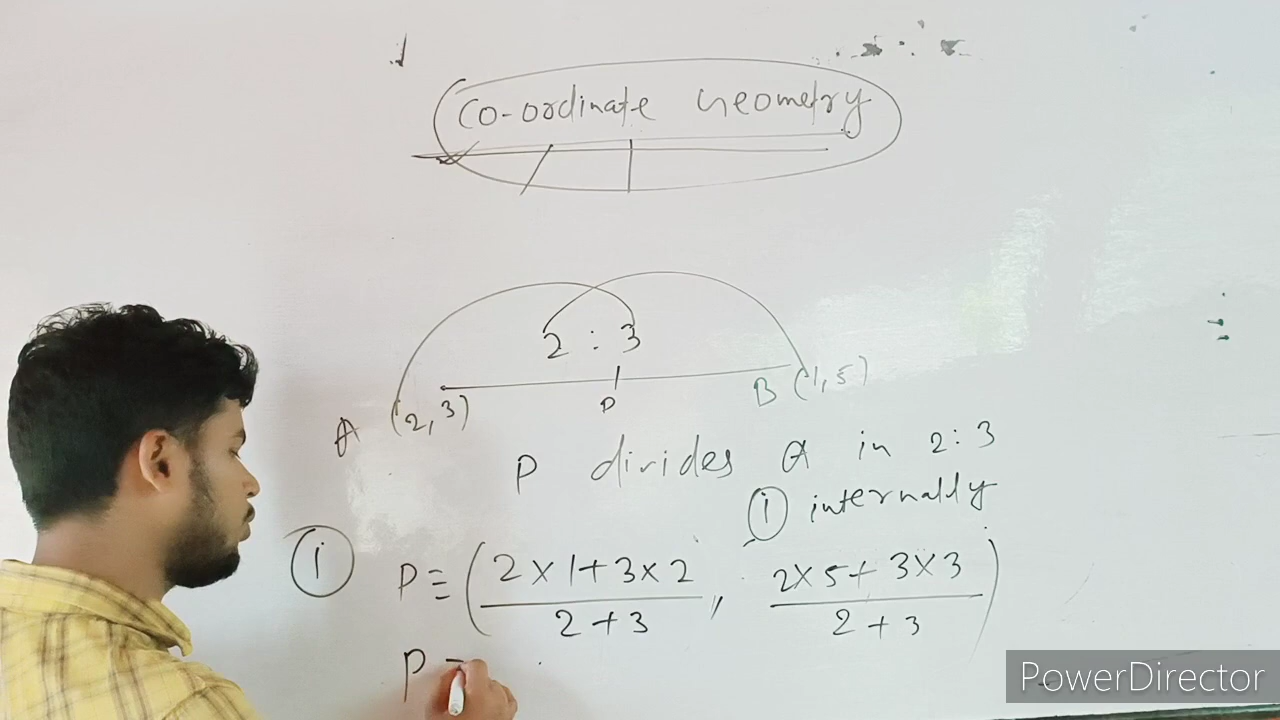 Co-ordinate Geometry
2 : 3
A (2, 3)
P
B (1, 5)
P divides A in 2 : 3
i internally
i P ≡ (2×1+3×2/2+3, 2×5+3×3/2+3)
P =
PowerDirector